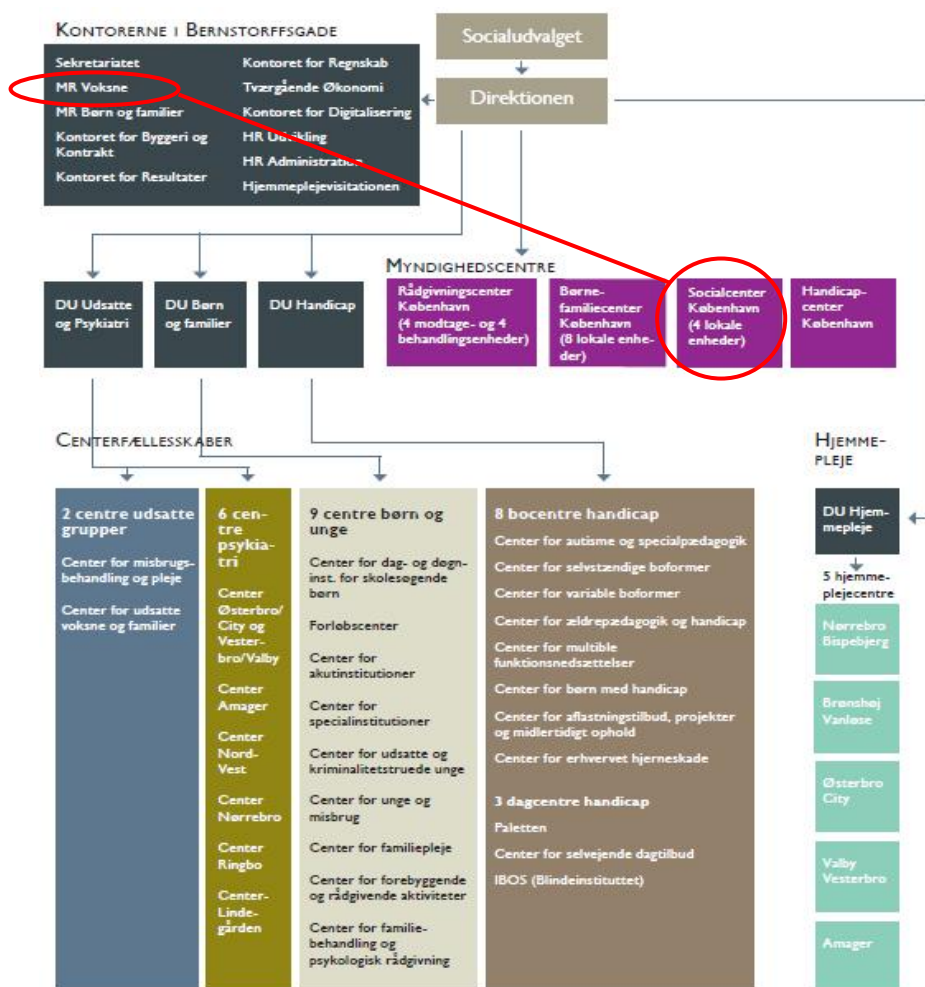 KONTORERNE I BERNSTORFFSGADE
Sekretariatet
MR Voksne
MR Børn og familier
Kontoret for Byggeri og
Kontrakt
Kontoret for Resultater
Kontoret for Regnskab
Tværgående Økonomi
Kontoret for Digitalisering
HR Udvikling
HR Administration
Hjemmeplejevisitationen
Socialudvalget
Direktionen
DU Udsatte
og Psykiatri
DU Børn
og familier
DU Handicap
MYNDIGHEDSCENTRE
Rådgivningscenter
København
(4 modtage- og 4
behandlingsenheder)
Børne-
familiecenter
København
(8 lokale enhe-
der)
Socialcenter
København
(4 lokale
enheder)
Handicap-
center
København
CENTERFÆLLESSKABER
2 centre udsatte
grupper
Center for misbrugs-
behandling og pleje
Center for udsatte
voksne og familier
6 cen-
tre
psykia-
tri
Center
Østerbro/
City og
Vester-
bro/Valby
Center
Amager
Center
Nord-
Vest
Center
Nørrebro
Center
Ringbo
Center-
Linde-
gården
9 centre børn og
unge
Center for dag- og døgn-
inst. for skolesøgende
børn
Forløbscenter
Center for
akutinstitutioner
Center for
specialinstitutioner
Center for udsatte og
kriminalitetstruede unge
Center for unge og
misbrug
Center for familiepleje
Center for forebyggende
og rådgivende aktiviteter
Center for familie-
behandling og
psykologisk rådgivning
8 bocentre handicap
Center for autisme og specialpædagogik
Center for selvstændige boformer
Center for variable boformer
Center for ældrepædagogik og handicap
Center for multible
funktionsnedsættelser
Center for børn med handicap
Center for aflastningstilbud, projekter
og midlertidigt ophold
Center for erhvervet hjerneskade
3 dagcentre handicap
Paletten
Center for selvejende dagtilbud
IBOS (Blindeinstituttet)
HJEMME-
PLEJE
DU Hjem-
mepleje
5 hjemme-
plejecentre
Nørrebro
Bispebjerg
Brønshøj
Vanløse
Østerbro
City
Valby
Vesterbro
Amager